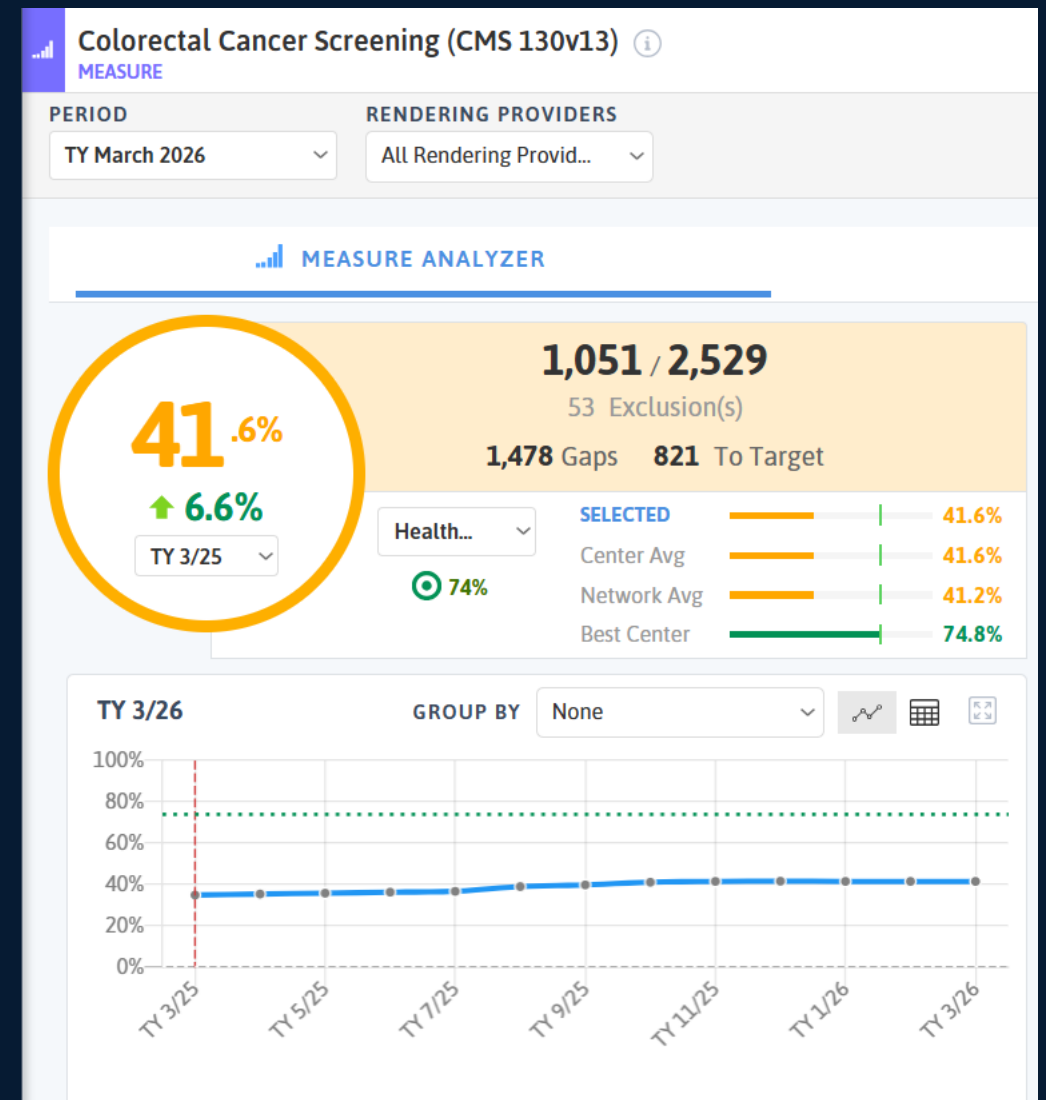 Colorectal Cancer Screening (CMS 130v13)
MEASURE
PERIOD
TY March 2026
RENDERING PROVIDERS
All Rendering Provid...
MEASURE ANALYZER
41.6%
6.6%
TY 3/25
1,051 / 2,529
53 Exclusion(s)
1,478 Gaps 821 To Target
Health...
74%
SELECTED 41.6%
Center Avg 41.6%
Network Avg 41.2%
Best Center 74.8%
TY 3/26
GROUP BY
None
100%
80%
60%
40%
20%
0%
TY 3/25
TY 5/25
TY 7/25
TY 9/25
TY 11/25
TY 1/26
TY 3/26